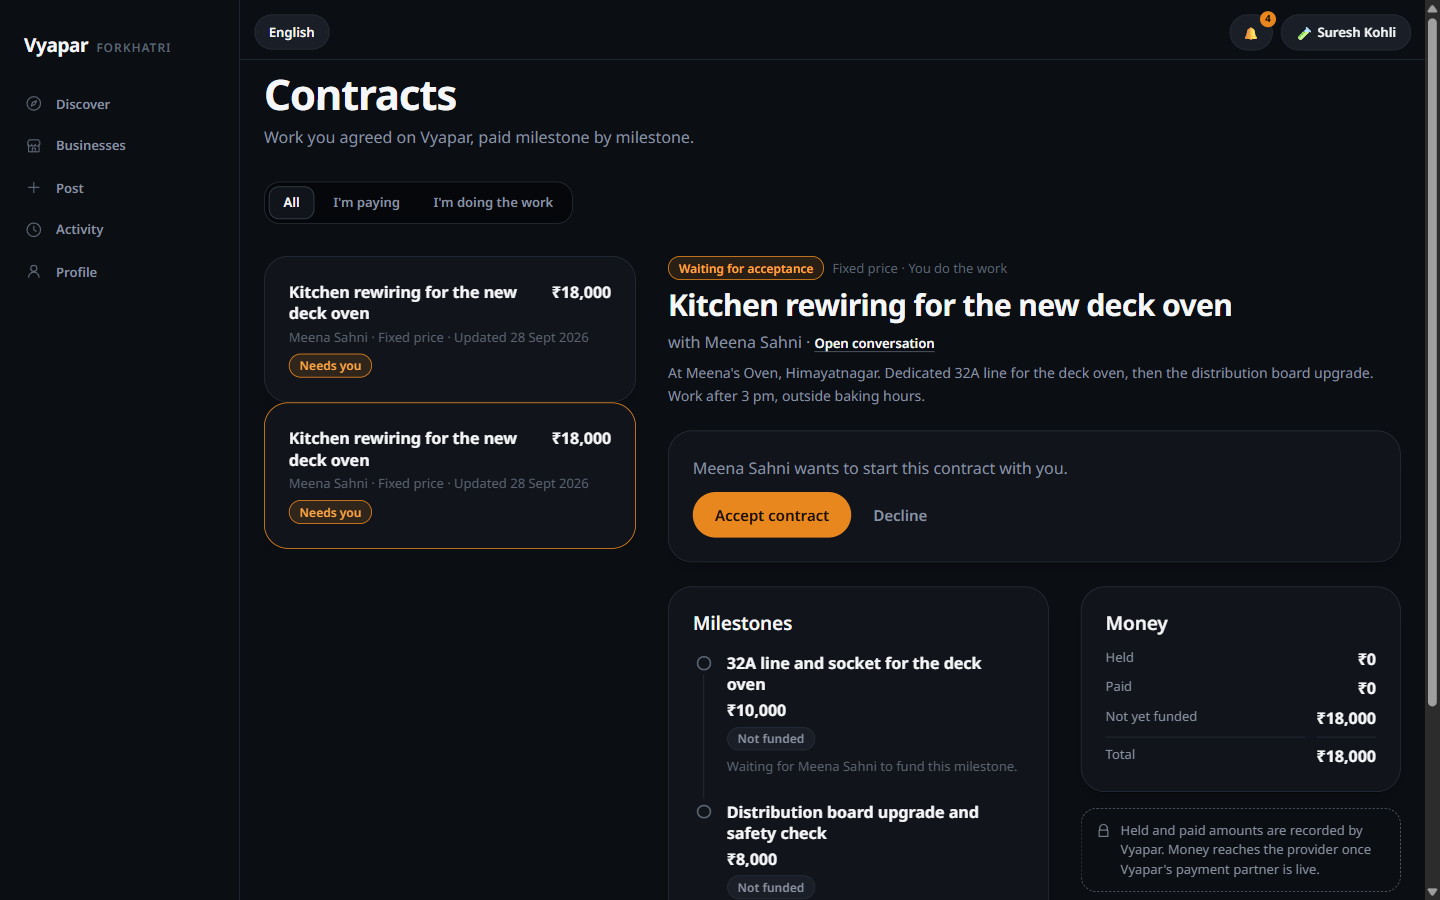 Vyapar FORKHATRI
Discover
Businesses
Post
Activity
Profile
English
4
Suresh Kohli
Contracts
Work you agreed on Vyapar, paid milestone by milestone.
All
I'm paying
I'm doing the work
Kitchen rewiring for the new
deck oven
₹18,000
Meena Sahni · Fixed price · Updated 28 Sept 2026
Needs you
Kitchen rewiring for the new
deck oven
₹18,000
Meena Sahni · Fixed price · Updated 28 Sept 2026
Needs you
Waiting for acceptance
Fixed price · You do the work
Kitchen rewiring for the new deck oven
with Meena Sahni · Open conversation
At Meena's Oven, Himayatnagar. Dedicated 32A line for the deck oven, then the distribution board upgrade.
Work after 3 pm, outside baking hours.
Meena Sahni wants to start this contract with you.
Accept contract
Decline
Milestones
32A line and socket for the deck
oven
₹10,000
Not funded
Waiting for Meena Sahni to fund this milestone.
Distribution board upgrade and
safety check
₹8,000
Not funded
Money
Held ₹0
Paid ₹0
Not yet funded ₹18,000
Total ₹18,000
Held and paid amounts are recorded by
Vyapar. Money reaches the provider once
Vyapar's payment partner is live.